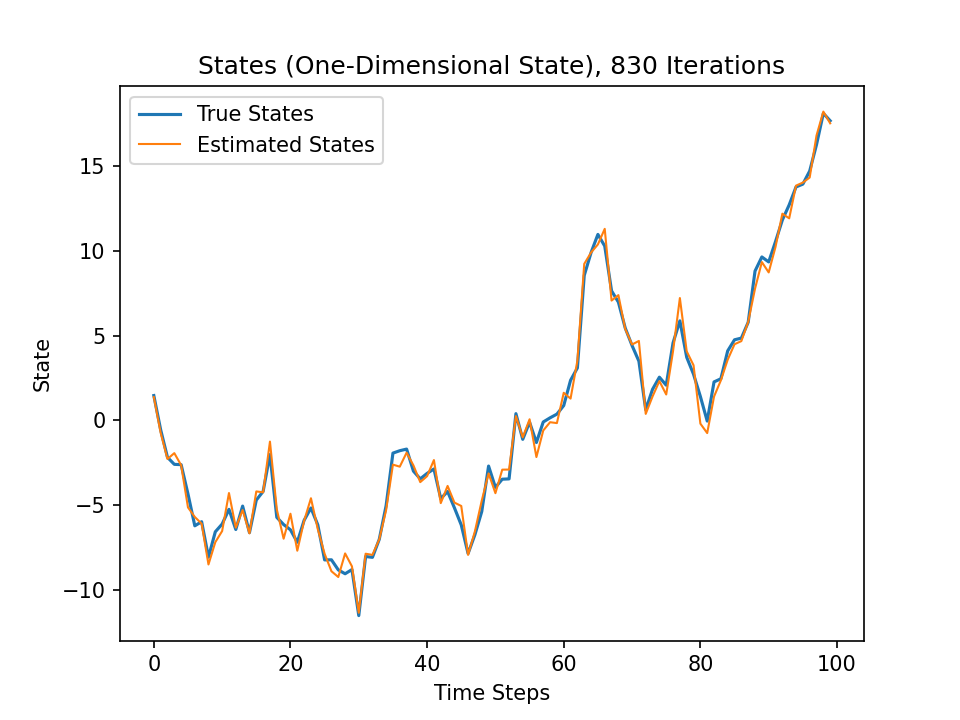 States (One-Dimensional State), 830 Iterations
True States
Estimated States
State
15
10
5
0
−5
−10
0 20 40 60 80 100
Time Steps